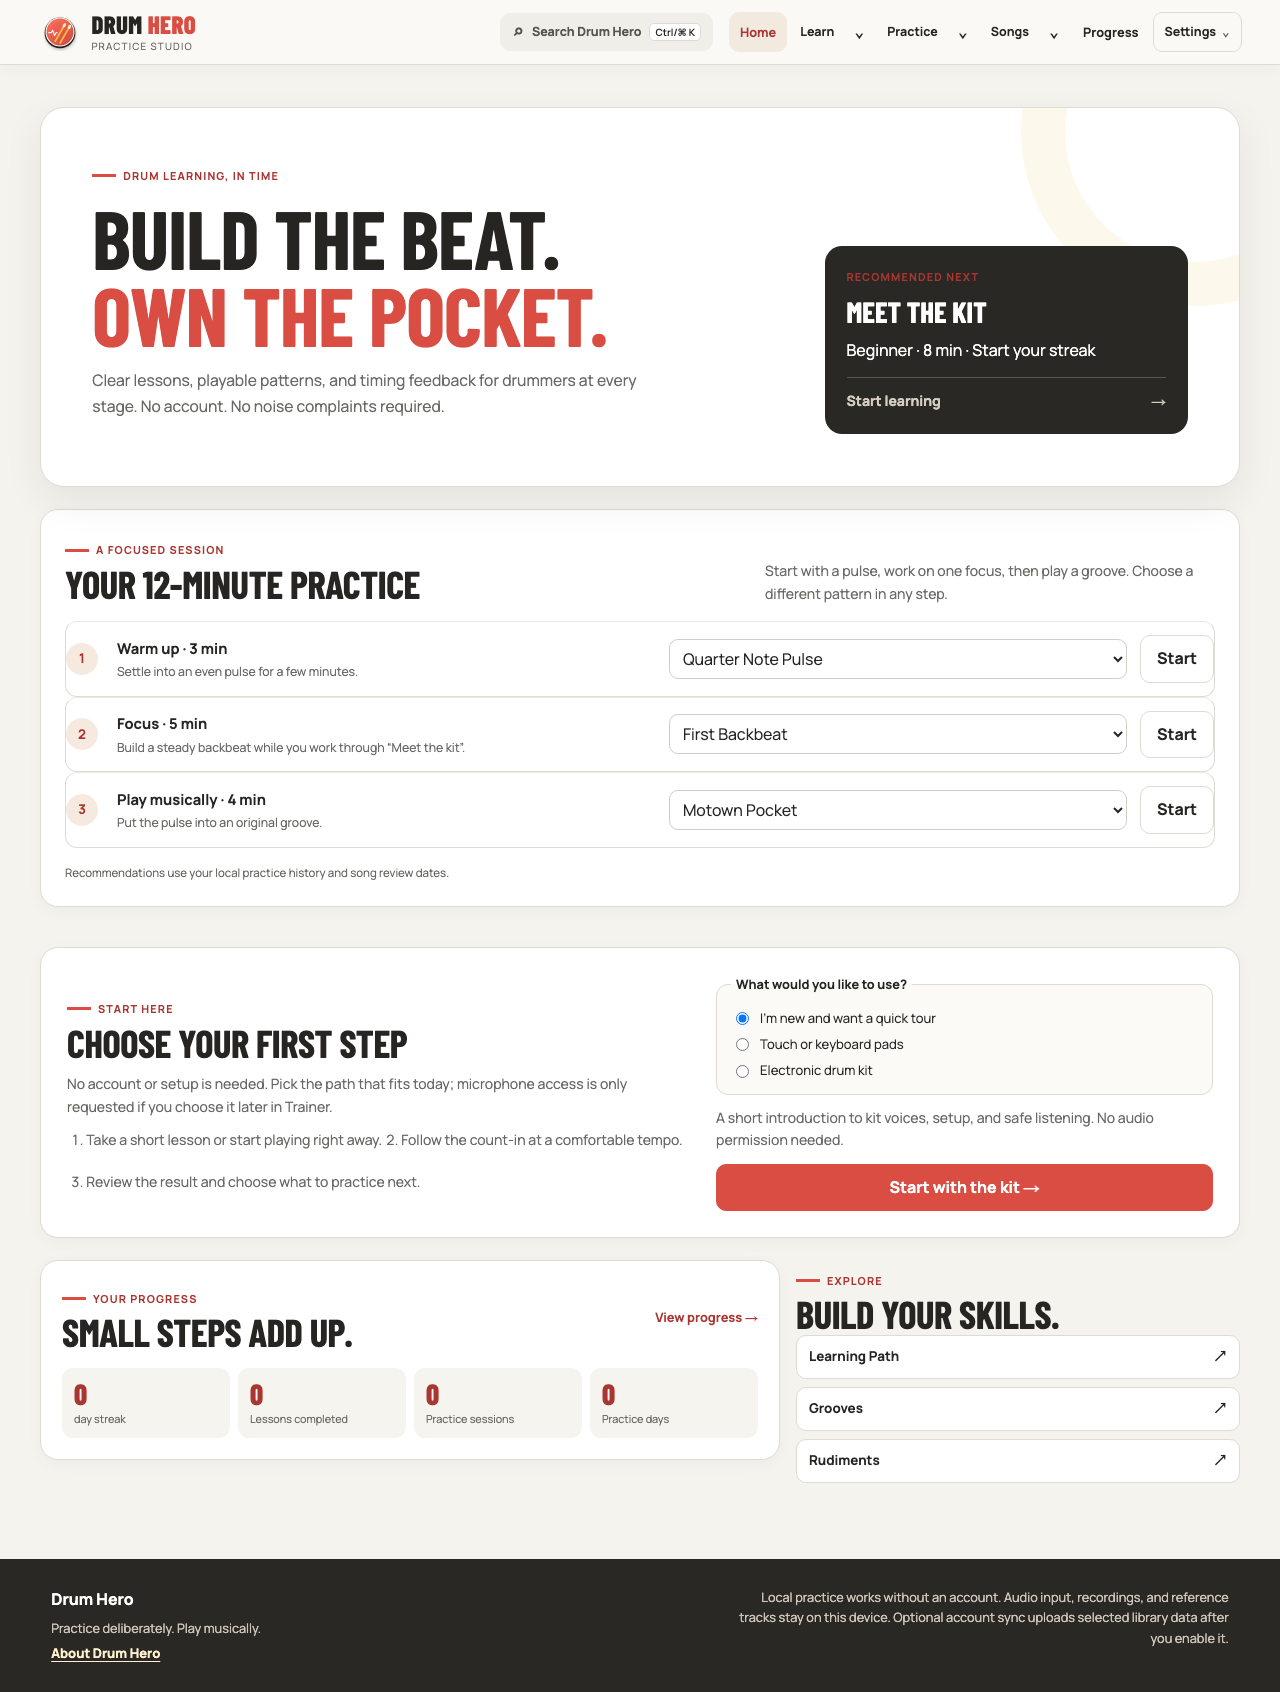 DRUM HERO
PRACTICE STUDIO
Search Drum Hero Ctrl/⌘ K
Home
Learn
Practice
Songs
Progress
Settings
DRUM LEARNING, IN TIME
BUILD THE BEAT.
OWN THE POCKET.
Clear lessons, playable patterns, and timing feedback for drummers at every
stage. No account. No noise complaints required.
RECOMMENDED NEXT
MEET THE KIT
Beginner · 8 min · Start your streak
Start learning →
A FOCUSED SESSION
YOUR 12-MINUTE PRACTICE
Start with a pulse, work on one focus, then play a groove. Choose a
different pattern in any step.
1
Warm up · 3 min
Settle into an even pulse for a few minutes.
Quarter Note Pulse
Start
2
Focus · 5 min
Build a steady backbeat while you work through “Meet the kit”.
First Backbeat
Start
3
Play musically · 4 min
Put the pulse into an original groove.
Motown Pocket
Start
Recommendations use your local practice history and song review dates.
START HERE
CHOOSE YOUR FIRST STEP
No account or setup is needed. Pick the path that fits today; microphone access is only
requested if you choose it later in Trainer.
1. Take a short lesson or start playing right away. 2. Follow the count-in at a comfortable tempo.
3. Review the result and choose what to practice next.
What would you like to use?
I'm new and want a quick tour
Touch or keyboard pads
Electronic drum kit
A short introduction to kit voices, setup, and safe listening. No audio
permission needed.
Start with the kit →
YOUR PROGRESS
SMALL STEPS ADD UP.
View progress →
0
day streak
0
Lessons completed
0
Practice sessions
0
Practice days
EXPLORE
BUILD YOUR SKILLS.
Learning Path ↗
Grooves ↗
Rudiments ↗
Drum Hero
Practice deliberately. Play musically.
About Drum Hero
Local practice works without an account. Audio input, recordings, and reference
tracks stay on this device. Optional account sync uploads selected library data after
you enable it.